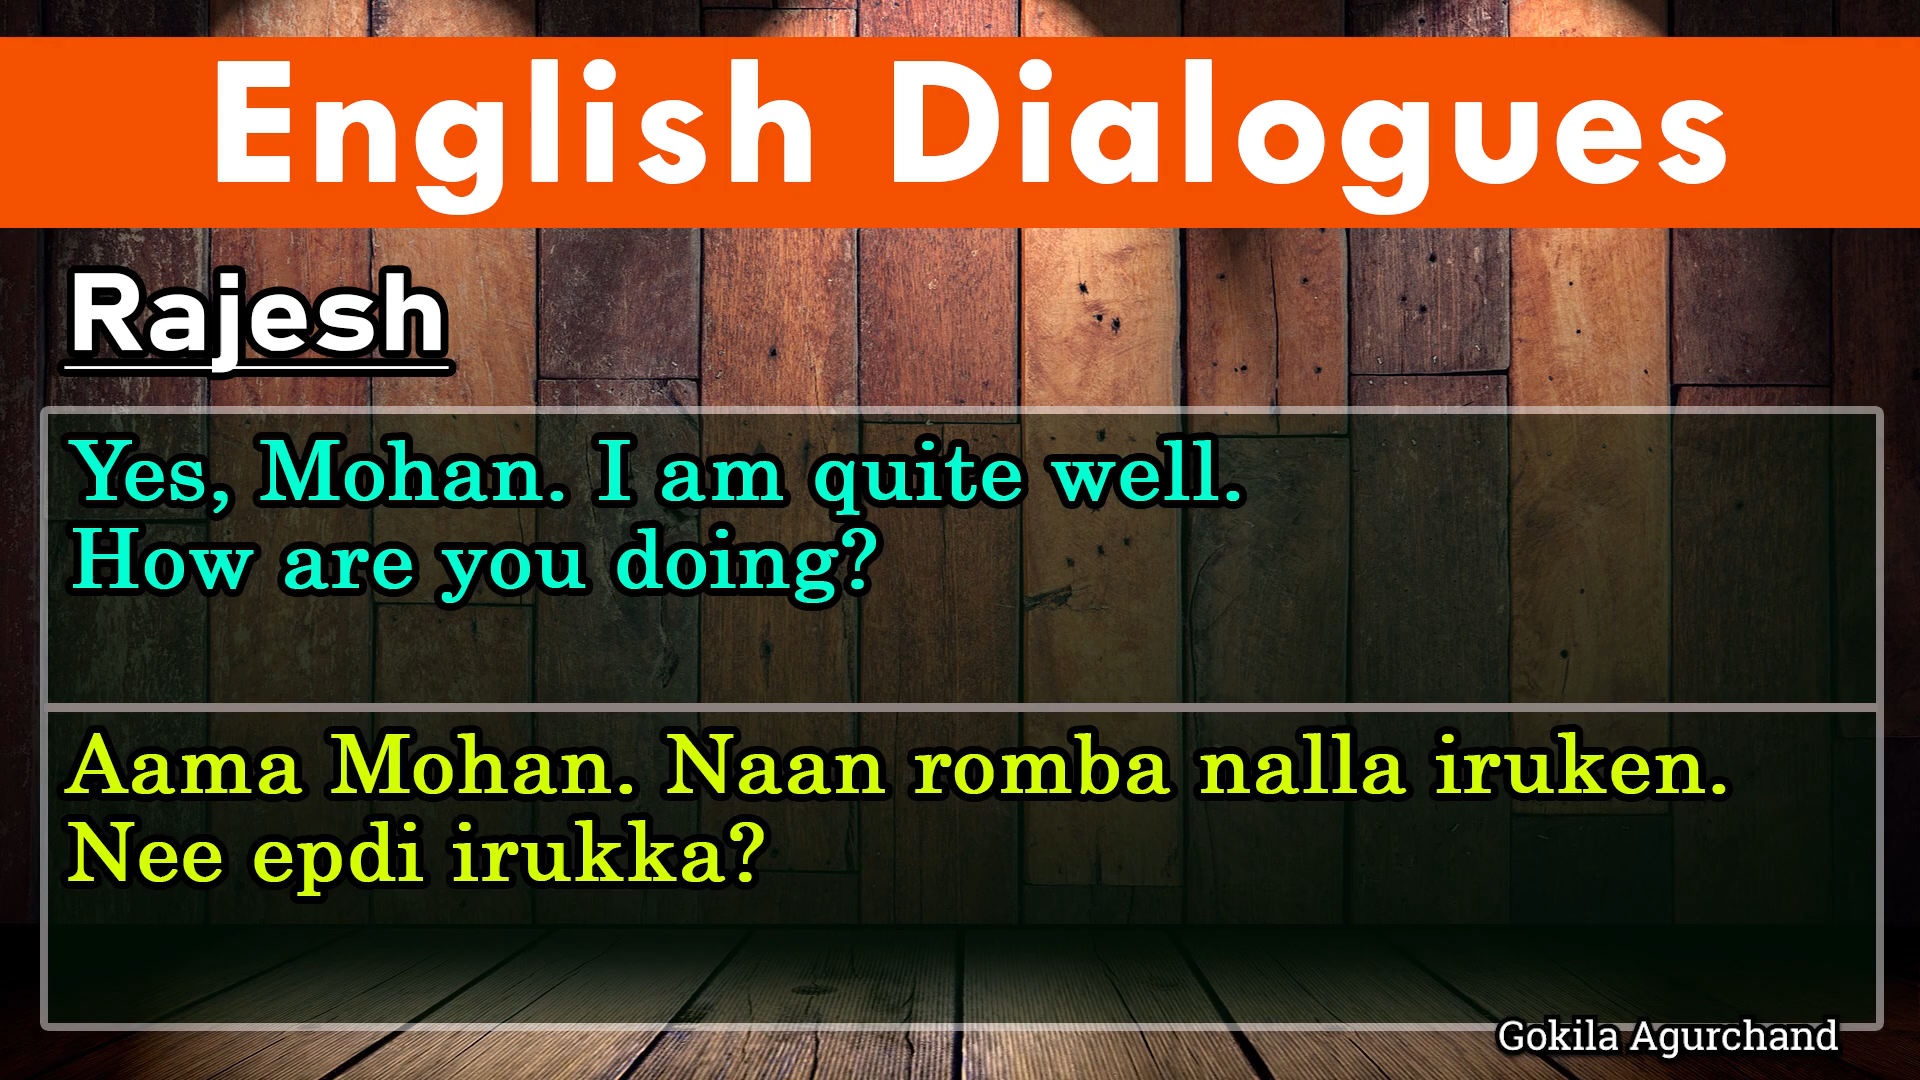 English Dialogues
Rajesh
Yes, Mohan. I am quite well.
How are you doing?
Aama Mohan. Naan romba nalla iruken.
Nee epdi irukka?
Gokila Agurchand